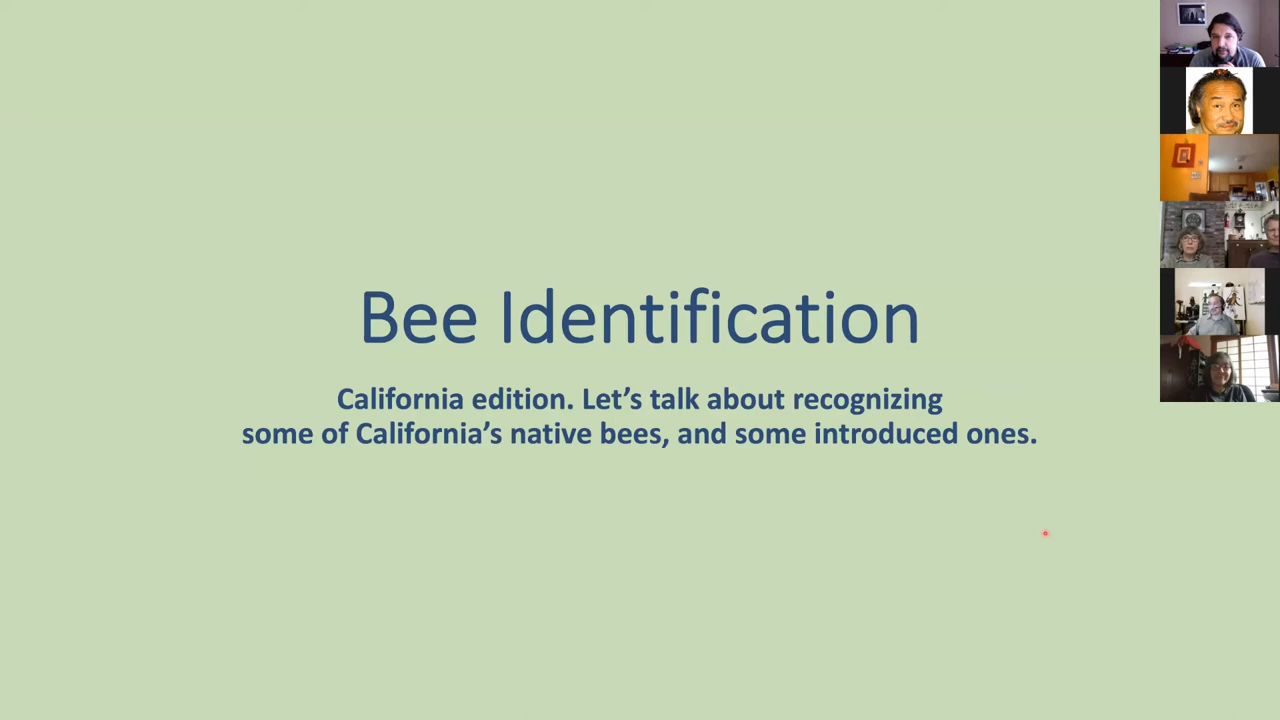 Bee Identification
California edition. Let’s talk about recognizing
some of California’s native bees, and some introduced ones.